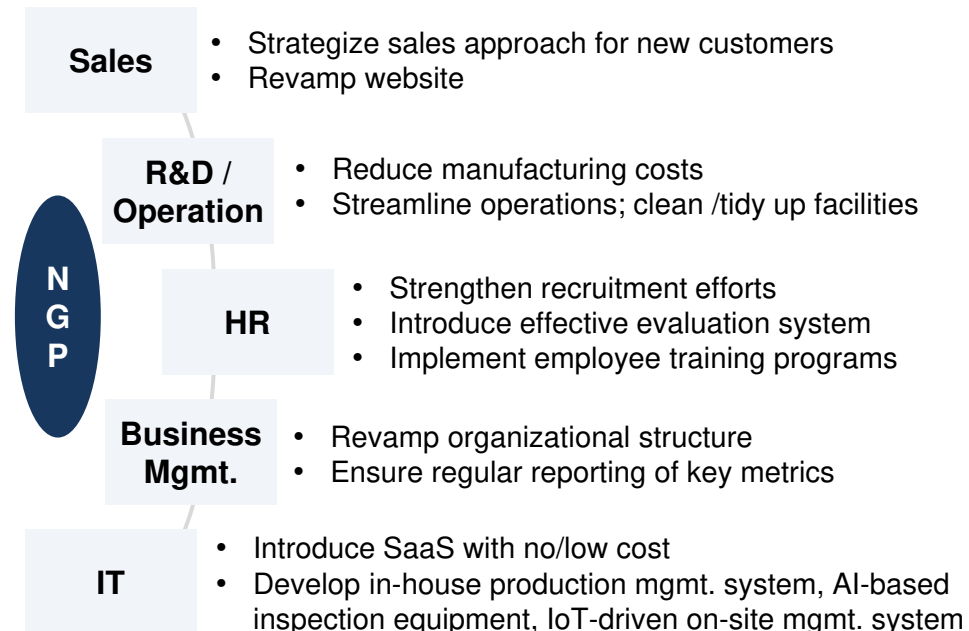 Sales
• Strategize sales approach for new customers
• Revamp website
R&D /
Operation
• Reduce manufacturing costs
• Streamline operations; clean /tidy up facilities
N
G
P
HR
• Strengthen recruitment efforts
• Introduce effective evaluation system
• Implement employee training programs
Business
Mgmt.
• Revamp organizational structure
• Ensure regular reporting of key metrics
IT
• Introduce SaaS with no/low cost
• Develop in-house production mgmt. system, AI-based
inspection equipment, IoT-driven on-site mgmt. system